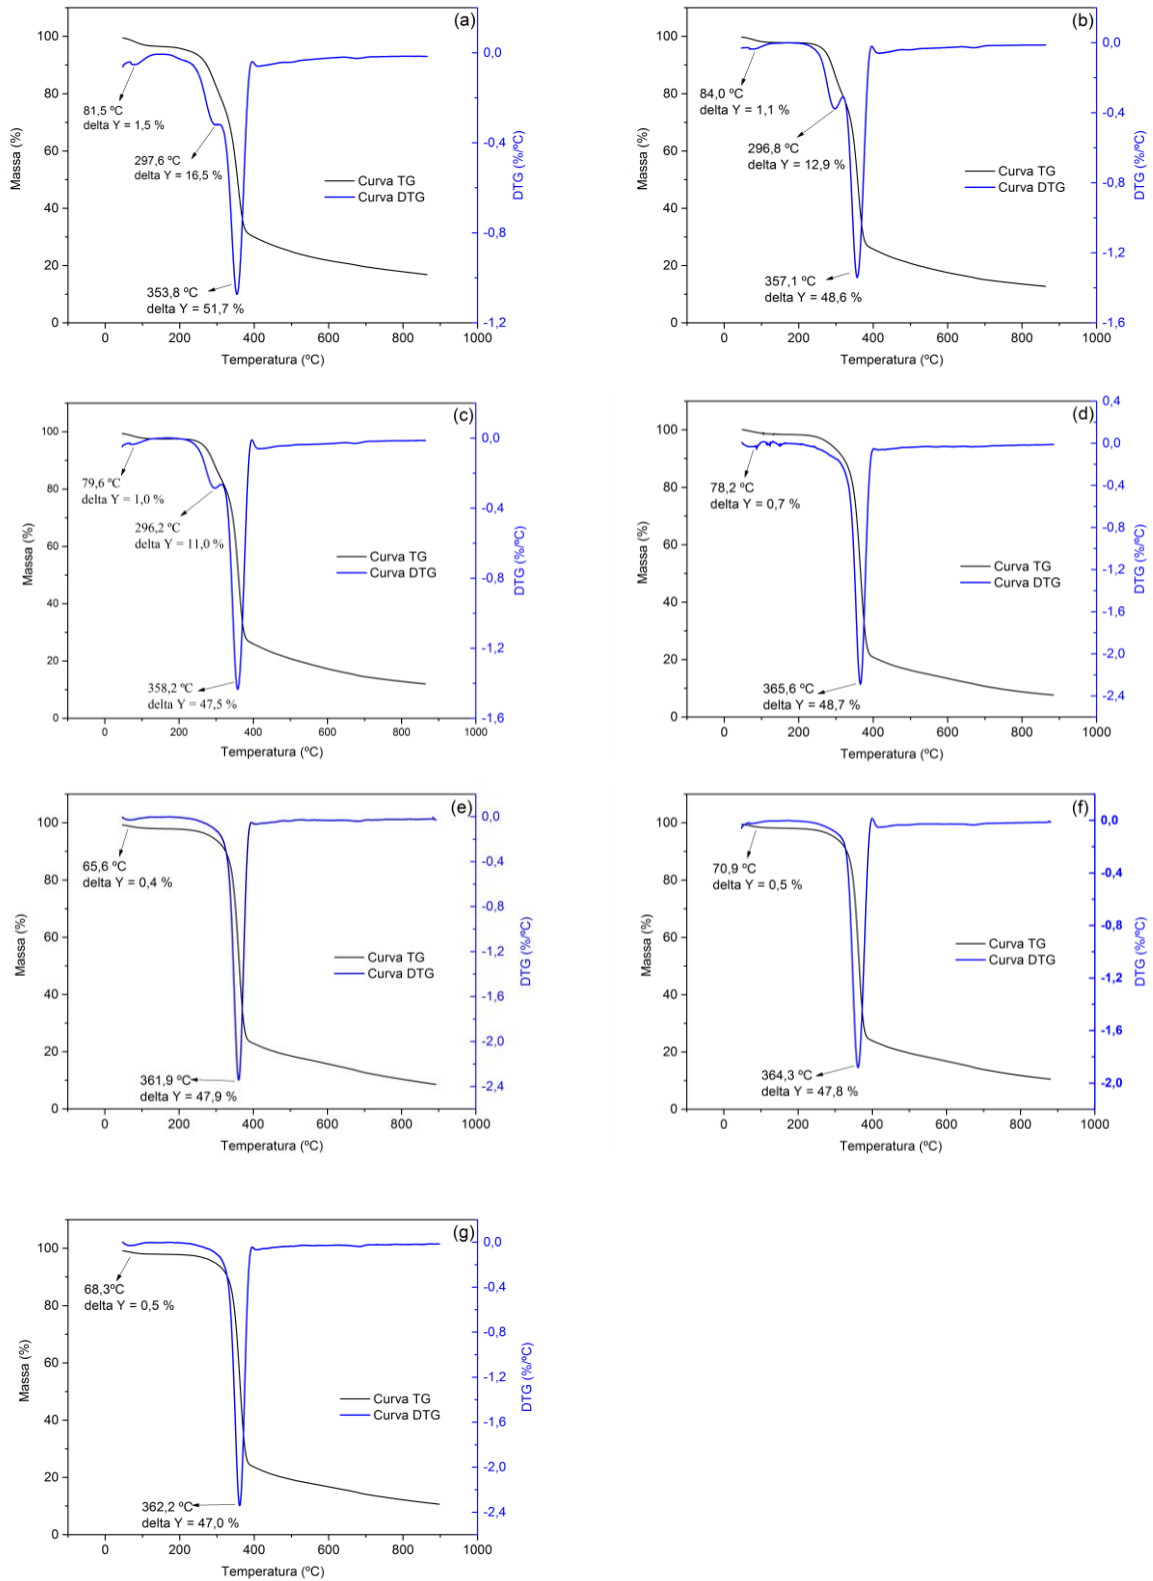 (a)
100
80
60
40
20
0
Massa (%)
0,0
-0,4
-0,8
-1,2
DTG (%/ºC)
81,5 ºC
delta Y = 1,5 %
297,6 ºC
delta Y = 16,5 %
Curva TG
Curva DTG
353,8 ºC
delta Y = 51,7 %
0 200 400 600 800 1000
Temperatura (ºC)
(b)
100
80
60
40
20
0
Massa (%)
0,0
-0,4
-0,8
-1,2
-1,6
DTG (%/ºC)
84,0 ºC
delta Y = 1,1 %
296,8 ºC
delta Y = 12,9 %
Curva TG
Curva DTG
357,1 ºC
delta Y = 48,6 %
0 200 400 600 800 1000
Temperatura (ºC)
(c)
100
80
60
40
20
0
Massa (%)
0,0
-0,4
-0,8
-1,2
-1,6
DTG (%/ºC)
79,6 ºC
delta Y = 1,0 %
296,2 ºC
delta Y = 11,0 %
Curva TG
Curva DTG
358,2 ºC
delta Y = 47,5 %
0 200 400 600 800 1000
Temperatura (ºC)
(d)
100
80
60
40
20
0
Massa (%)
0,4
0,0
-0,4
-0,8
-1,2
-1,6
-2,0
-2,4
DTG (%/ºC)
78,2 ºC
delta Y = 0,7 %
Curva TG
Curva DTG
365,6 ºC
delta Y = 48,7 %
0 200 400 600 800 1000
Temperatura (ºC)
(e)
100
80
60
40
20
0
Massa (%)
0,0
-0,4
-0,8
-1,2
-1,6
-2,0
-2,4
DTG (%/ºC)
65,6 ºC
delta Y = 0,4 %
Curva TG
Curva DTG
361,9 ºC
delta Y = 47,9 %
0 200 400 600 800 1000
Temperatura (ºC)
(f)
100
80
60
40
20
0
Massa (%)
0,0
-0,4
-0,8
-1,2
-1,6
-2,0
DTG (%/ºC)
70,9 ºC
delta Y = 0,5 %
Curva TG
Curva DTG
364,3 ºC
delta Y = 47,8 %
0 200 400 600 800 1000
Temperatura (ºC)
(g)
100
80
60
40
20
0
Massa (%)
0,0
-0,4
-0,8
-1,2
-1,6
-2,0
-2,4
DTG (%/ºC)
68,3ºC
delta Y = 0,5 %
Curva TG
Curva DTG
362,2 ºC
delta Y = 47,0 %
0 200 400 600 800 1000
Temperatura (ºC)